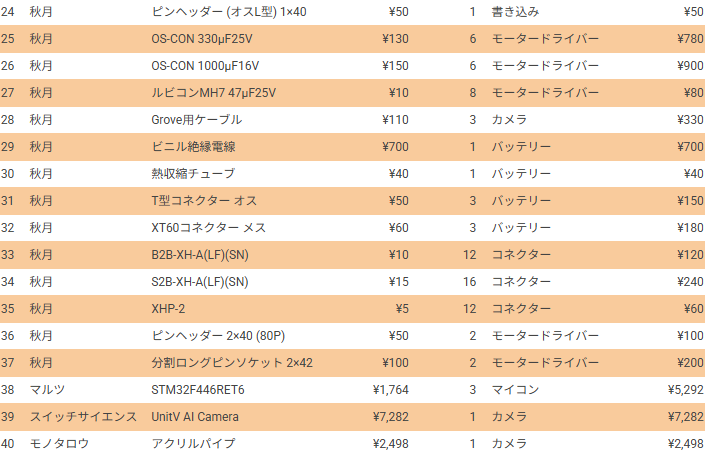 24 秋月 ピンヘッダー (オスL型) 1×40 ¥50 1 書き込み ¥50
25 秋月 OS-CON 330μF25V ¥130 6 モータードライバー ¥780
26 秋月 OS-CON 1000μF16V ¥150 6 モータードライバー ¥900
27 秋月 ルビコンMH7 47μF25V ¥10 8 モータードライバー ¥80
28 秋月 Grove用ケーブル ¥110 3 カメラ ¥330
29 秋月 ビニル絶縁電線 ¥700 1 バッテリー ¥700
30 秋月 熱収縮チューブ ¥40 1 バッテリー ¥40
31 秋月 T型コネクター オス ¥50 3 バッテリー ¥150
32 秋月 XT60コネクター メス ¥60 3 バッテリー ¥180
33 秋月 B2B-XH-A(LF)(SN) ¥10 12 コネクター ¥120
34 秋月 S2B-XH-A(LF)(SN) ¥15 16 コネクター ¥240
35 秋月 XHP-2 ¥5 12 コネクター ¥60
36 秋月 ピンヘッダー 2×40 (80P) ¥50 2 モータードライバー ¥100
37 秋月 分割ロングピンソケット 2×42 ¥100 2 モータードライバー ¥200
38 マルツ STM32F446RET6 ¥1,764 3 マイコン ¥5,292
39 スイッチサイエンス UnitV AI Camera ¥7,282 1 カメラ ¥7,282
40 モノタロウ アクリルパイプ ¥2,498 1 カメラ ¥2,498